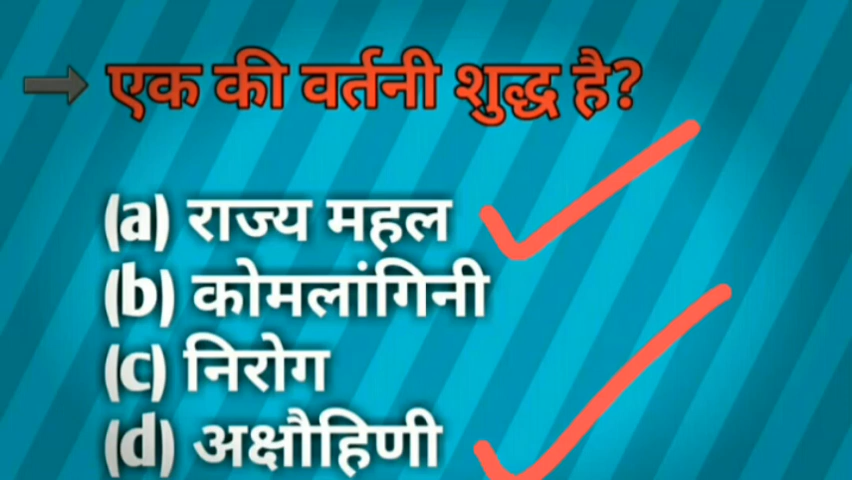 एक की वर्तनी शुद्ध है?
(a) राज्य महल
(b) कोमलांगिनी
(c) निरोग
(d) अक्षौहिणी